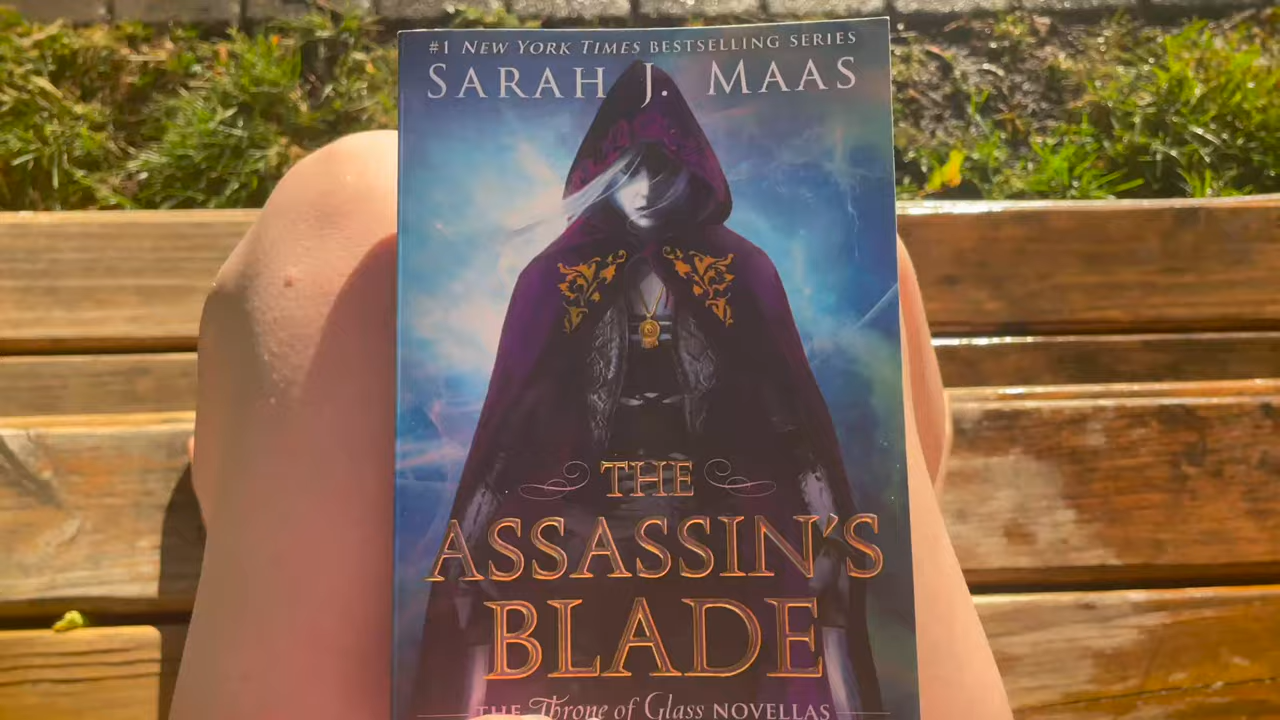 #1 NEW YORK TIMES BESTSELLING SERIES
SARAH J. MAAS
THE
ASSASSIN'S
BLADE
THE Throne of Glass NOVELLAS